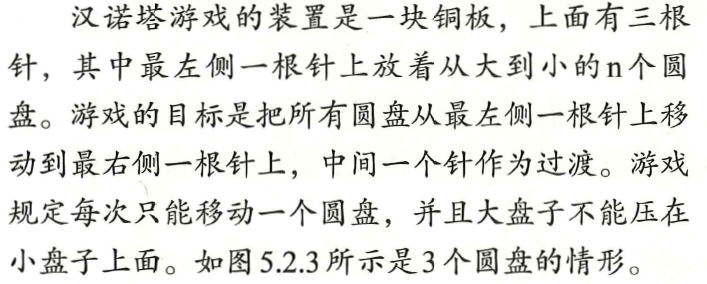 汉诺塔游戏的装置是一块铜板，上面有三根
针，其中最左侧一根针上放着从大到小的n个圆
盘。游戏的目标是把所有圆盘从最左侧一根针上移
动到最右侧一根针上，中间一个针作为过渡。游戏
规定每次只能移动一个圆盘，并且大盘子不能压在
小盘子上面。如图5.2.3所示是3个圆盘的情形。